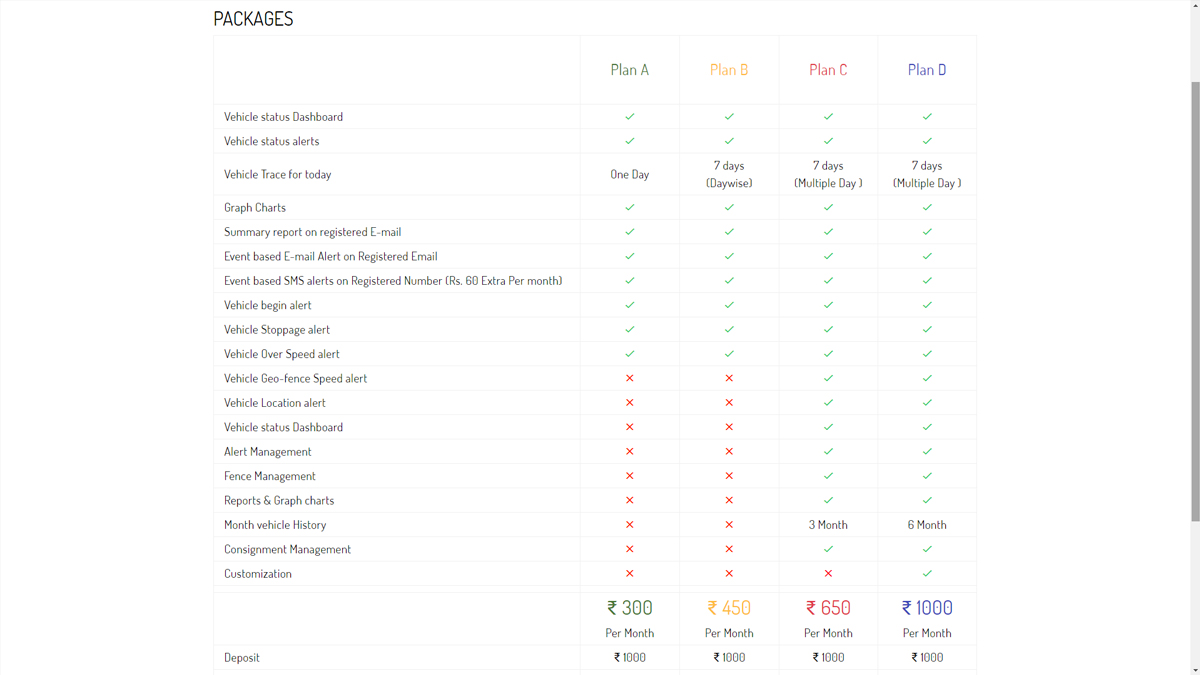 PACKAGES
Plan A Plan B Plan C Plan D
Vehicle status Dashboard ✓ ✓ ✓ ✓
Vehicle status alerts ✓ ✓ ✓ ✓
Vehicle Trace for today One Day 7 days (Daywise) 7 days (Multiple Day ) 7 days (Multiple Day )
Graph Charts ✓ ✓ ✓ ✓
Summary report on registered E-mail ✓ ✓ ✓ ✓
Event based E-mail Alert on Registered Email ✓ ✓ ✓ ✓
Event based SMS alerts on Registered Number (Rs. 60 Extra Per month) ✓ ✓ ✓ ✓
Vehicle begin alert ✓ ✓ ✓ ✓
Vehicle Stoppage alert ✓ ✓ ✓ ✓
Vehicle Over Speed alert ✓ ✓ ✓ ✓
Vehicle Geo-fence Speed alert ✕ ✕ ✓ ✓
Vehicle Location alert ✕ ✕ ✓ ✓
Vehicle status Dashboard ✕ ✕ ✓ ✓
Alert Management ✕ ✕ ✓ ✓
Fence Management ✕ ✕ ✓ ✓
Reports & Graph charts ✕ ✕ ✓ ✓
Month vehicle History ✕ ✕ 3 Month 6 Month
Consignment Management ✕ ✕ ✓ ✓
Customization ✕ ✕ ✕ ✓
₹ 300 ₹ 450 ₹ 650 ₹ 1000
Per Month Per Month Per Month Per Month
Deposit ₹ 1000 ₹ 1000 ₹ 1000 ₹ 1000